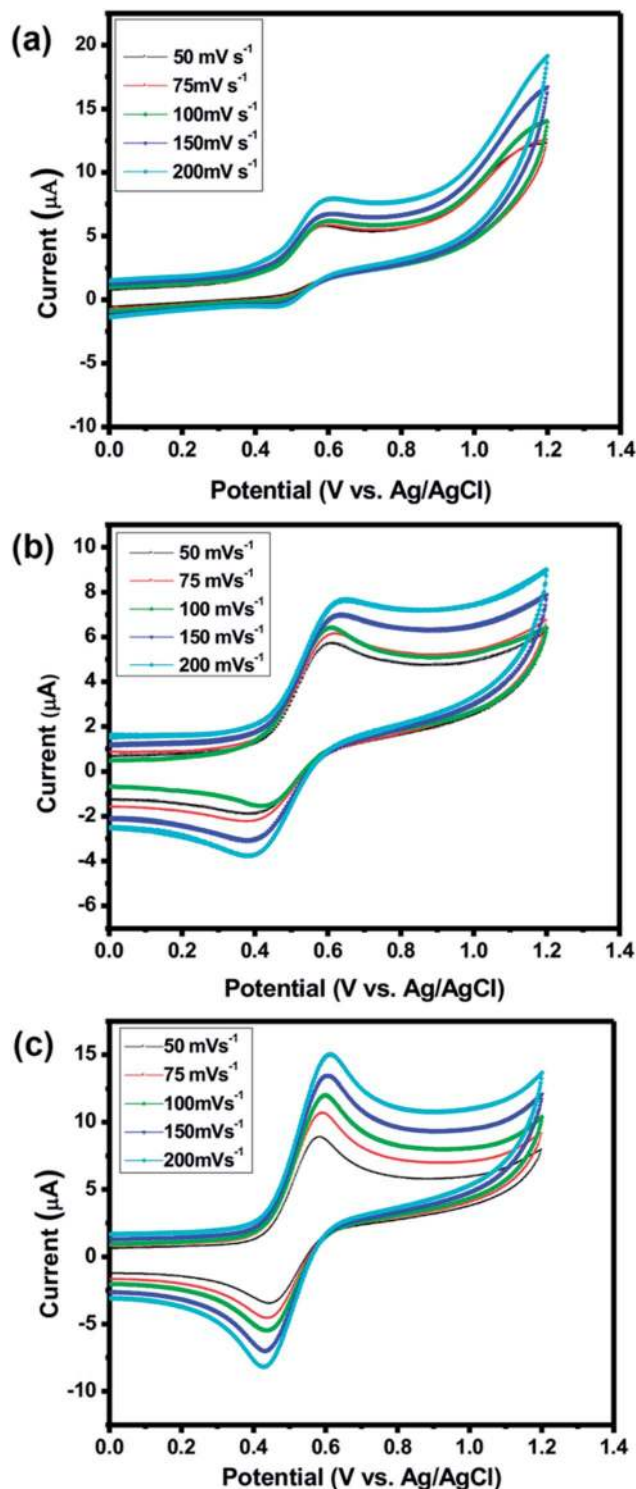 (a)
20
15
10
5
0
-5
-10
Current (μA)
50 mV s-1
75mV s-1
100mV s-1
150mV s-1
200mV s-1
0.0 0.2 0.4 0.6 0.8 1.0 1.2 1.4
Potential (V vs. Ag/AgCl)
(b)
10
8
6
4
2
0
-2
-4
-6
Current (μA)
50 mVs-1
75 mVs-1
100 mVs-1
150 mVs-1
200 mVs-1
0.0 0.2 0.4 0.6 0.8 1.0 1.2 1.4
Potential (V vs. Ag/AgCl)
(c)
15
10
5
0
-5
-10
Current (μA)
50 mVs-1
75 mVs-1
100mVs-1
150mVs-1
200mVs-1
0.0 0.2 0.4 0.6 0.8 1.0 1.2 1.4
Potential (V vs. Ag/AgCl)